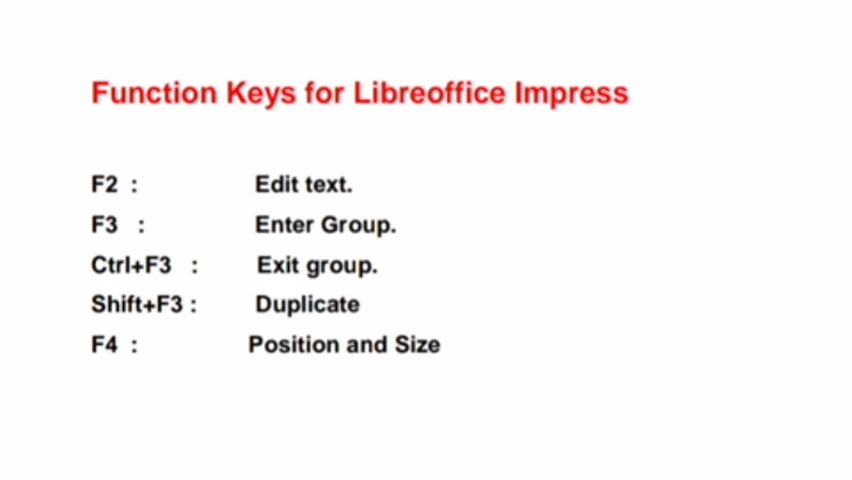 Function Keys for Libreoffice Impress
F2 : Edit text.
F3 : Enter Group.
Ctrl+F3 : Exit group.
Shift+F3 : Duplicate
F4 : Position and Size